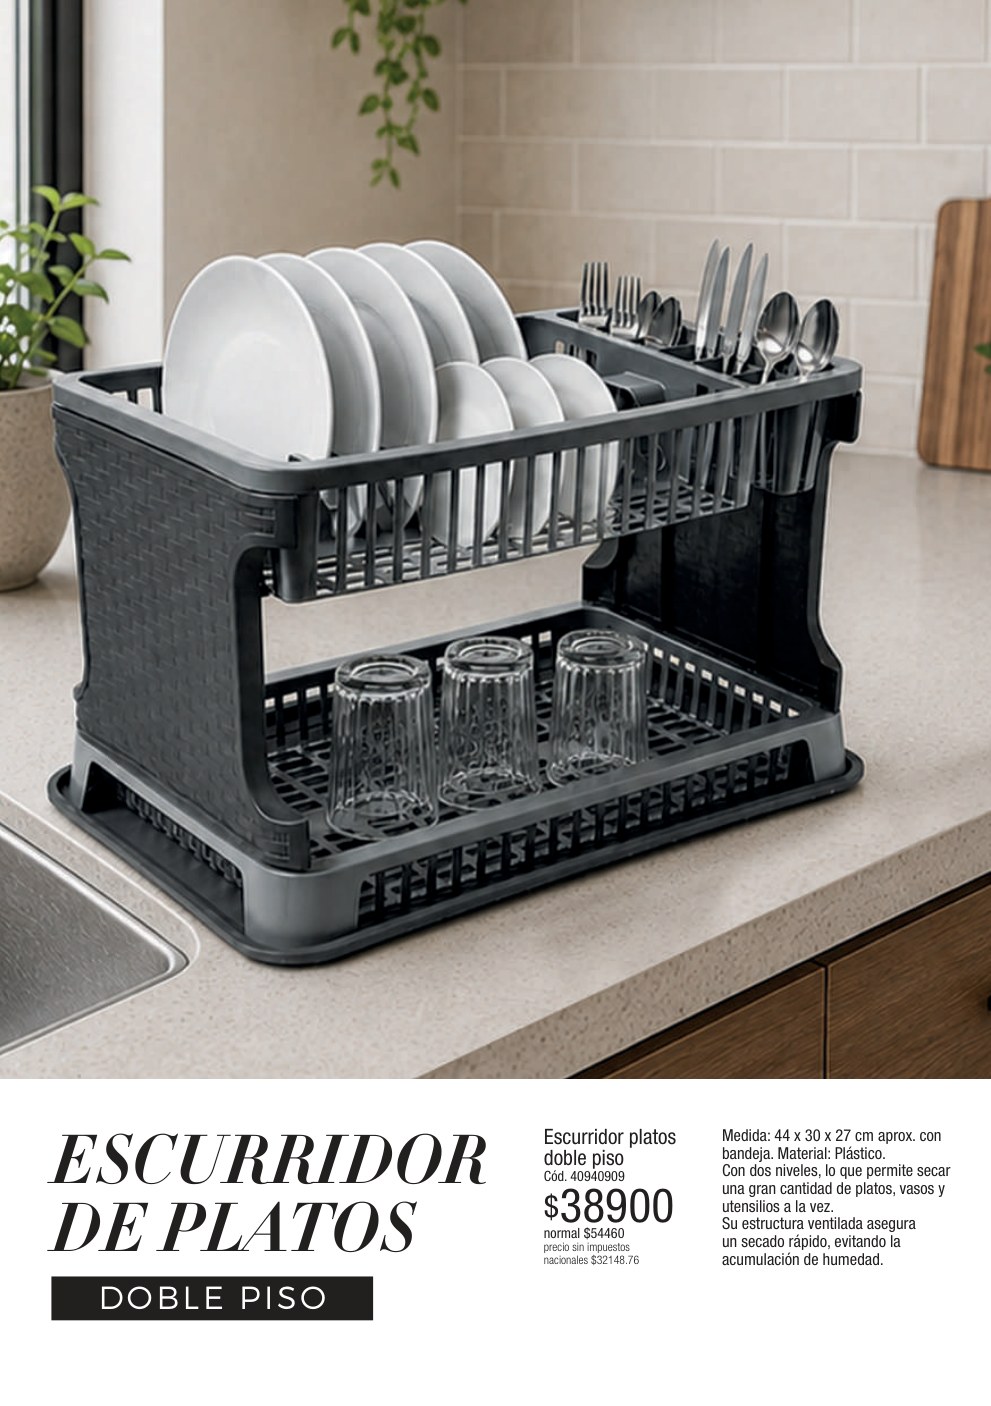 ESCURRIDOR
DE PLATOS
DOBLE PISO
Escurridor platos
doble piso
Cód. 40940909
$38900
normal $54460
precio sin impuestos
nacionales $32148.76
Medida: 44 x 30 x 27 cm aprox. con
bandeja. Material: Plástico.
Con dos niveles, lo que permite secar
una gran cantidad de platos, vasos y
utensilios a la vez.
Su estructura ventilada asegura
un secado rápido, evitando la
acumulación de humedad.